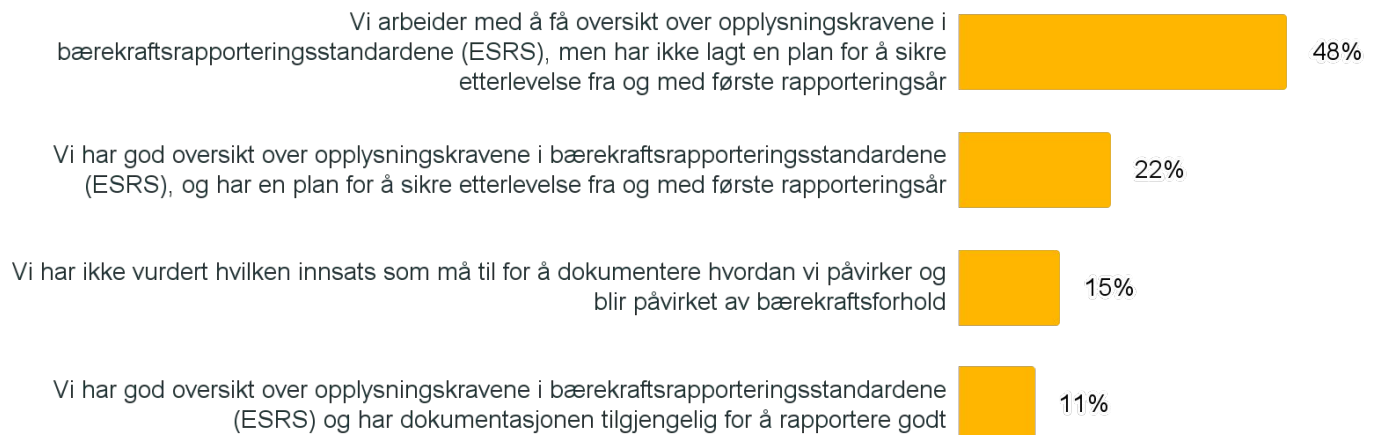 Vi arbeider med å få oversikt over opplysningskravene i
bærekraftsrapporteringsstandardene (ESRS), men har ikke lagt en plan for å sikre
etterlevelse fra og med første rapporteringsår
48%
Vi har god oversikt over opplysningskravene i bærekraftsrapporteringsstandardene
(ESRS), og har en plan for å sikre etterlevelse fra og med første rapporteringsår
22%
Vi har ikke vurdert hvilken innsats som må til for å dokumentere hvordan vi påvirker og
blir påvirket av bærekraftsforhold
15%
Vi har god oversikt over opplysningskravene i bærekraftsrapporteringsstandardene
(ESRS) og har dokumentasjonen tilgjengelig for å rapportere godt
11%